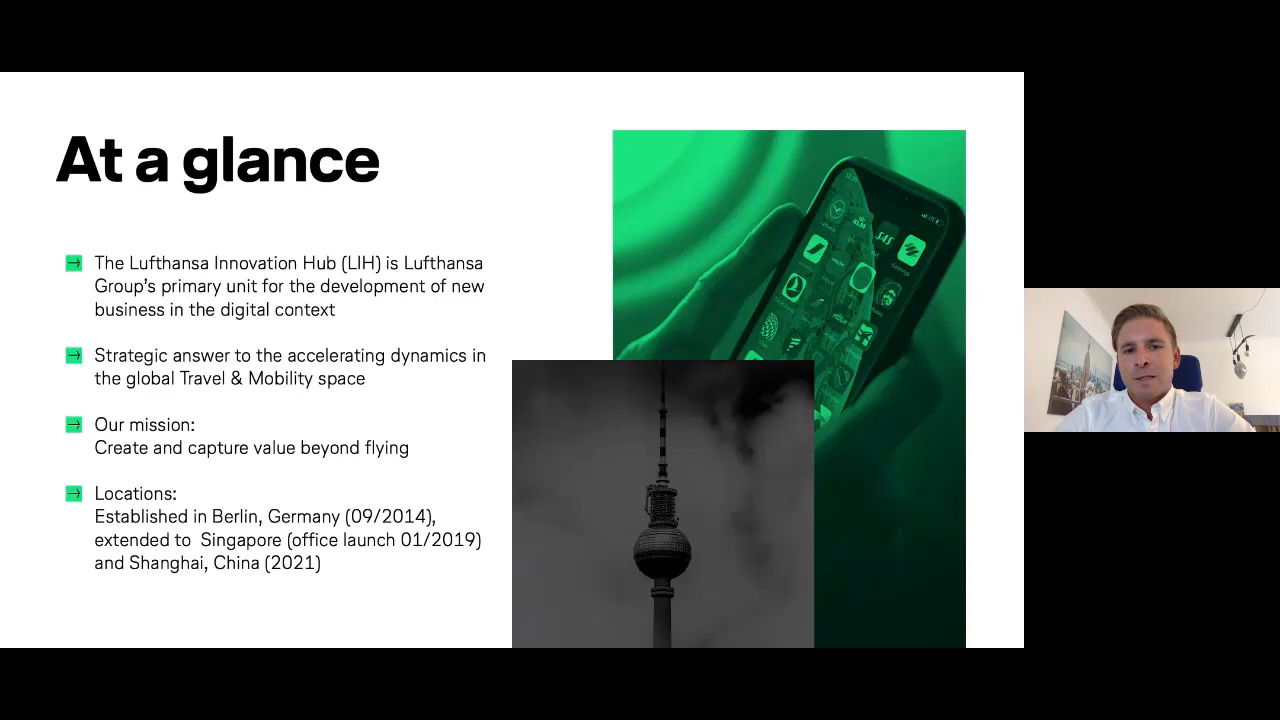 At a glance
The Lufthansa Innovation Hub (LIH) is Lufthansa
Group's primary unit for the development of new
business in the digital context
Strategic answer to the accelerating dynamics in
the global Travel & Mobility space
Our mission:
Create and capture value beyond flying
Locations:
Established in Berlin, Germany (09/2014),
extended to  Singapore (office launch 01/2019)
and Shanghai, China (2021)
KLM
SAS